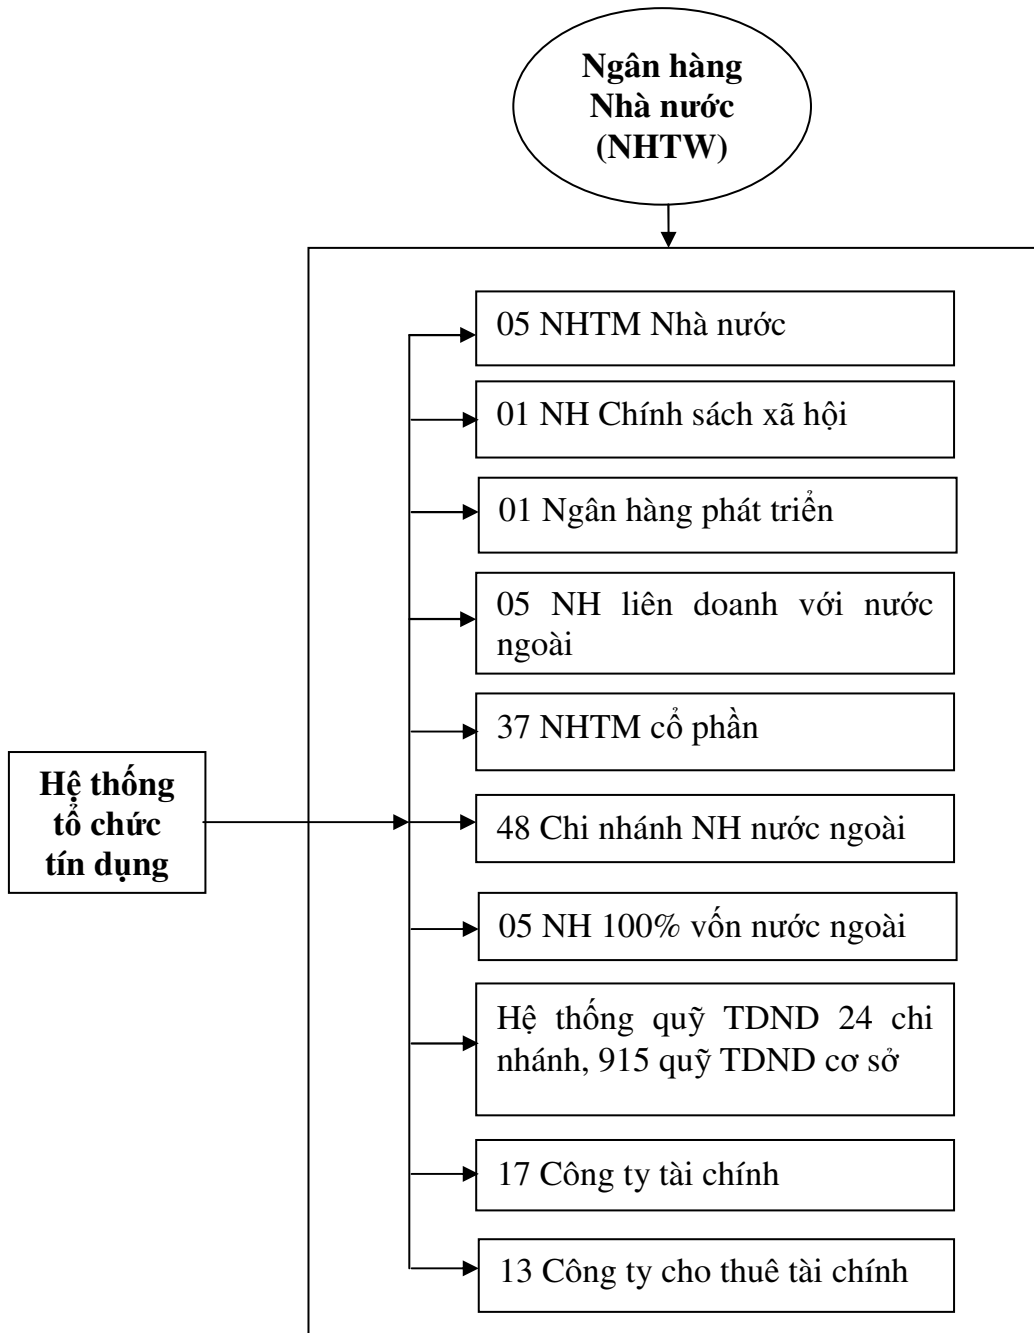 Ngân hàng
Nhà nước
(NHTW)
05 NHTM Nhà nước
01 NH Chính sách xã hội
01 Ngân hàng phát triển
05 NH liên doanh với nước
ngoài
37 NHTM cổ phần
Hệ thống
tổ chức
tín dụng
48 Chi nhánh NH nước ngoài
05 NH 100% vốn nước ngoài
Hệ thống quỹ TDND 24 chi
nhánh, 915 quỹ TDND cơ sở
17 Công ty tài chính
13 Công ty cho thuê tài chính